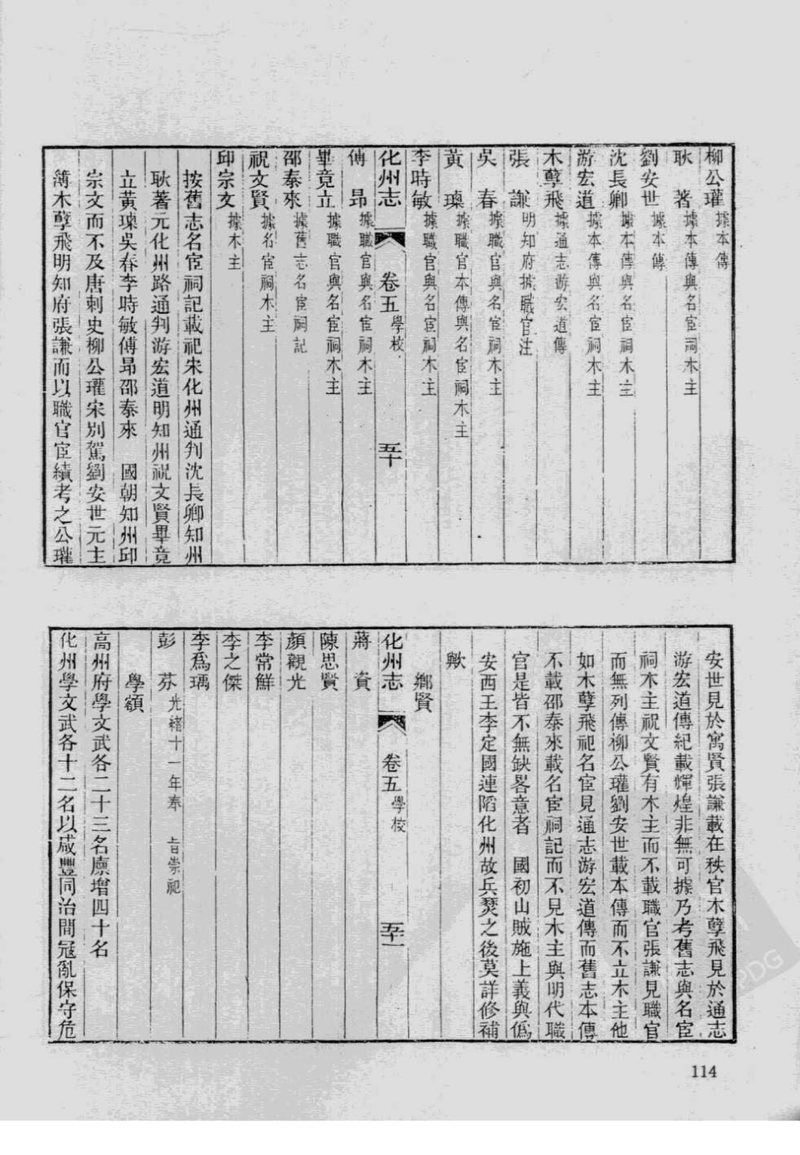 柳公瓘據本傳
耿著據本傳與名宦祠木主
劉安世據本傳
沈長卿據本傳與名宦祠木主
游宏道據本傳與名宦祠木主
木孽飛據通志游宏道傳
張謙明知府據職官注
吳春據職官與名宦祠木主
黃璪據職官本傳與名宦祠木主
李時敏據職官與名宦祠木主
化州志 卷五學校 五十
傅昂據職官與名宦祠木主
畢竟立據職官與名宦祠木主
邵泰來據舊志名宦祠記
祝文賢據名宦祠木主
邱宗文據木主
按舊志名宦祠記載祀宋化州通判沈長卿知州
耿著元化州路通判游宏道明知州祝文賢畢竟
立黃璪吳春李時敏傅昂邵泰來 國朝知州邱
宗文而不及唐刺史柳公瓘宋別駕劉安世元主
簿木孽飛明知府張謙而以職官宦績考之公瓘
安世見於寓賢張謙載在秩官木孽飛見於通志
游宏道傳紀載輝煌非無可據乃考舊志與名宦
祠木主祝文賢有木主而不載職官張謙見職官
而無列傳柳公瓘劉安世載本傳而不立木主他
如木孽飛祀名宦見通志游宏道傳而舊志本傳
不載邵泰來載名宦祠記而不見木主與明代職
官是皆不無缺畧意者 國初山賊施上義與偽
安西王李定國連陷化州故兵燹之後莫詳修補
歟
鄉賢
化州志 卷五學校 五十一
蔣資
陳思賢
顏觀光
李常鮮
李之傑
李為瑀
彭芬光緒十一年奉 旨崇祀
學額
高州府學文武各二十三名廩增四十名
化州學文武各十二名以咸豐同治間冦亂保守危
114
PDG